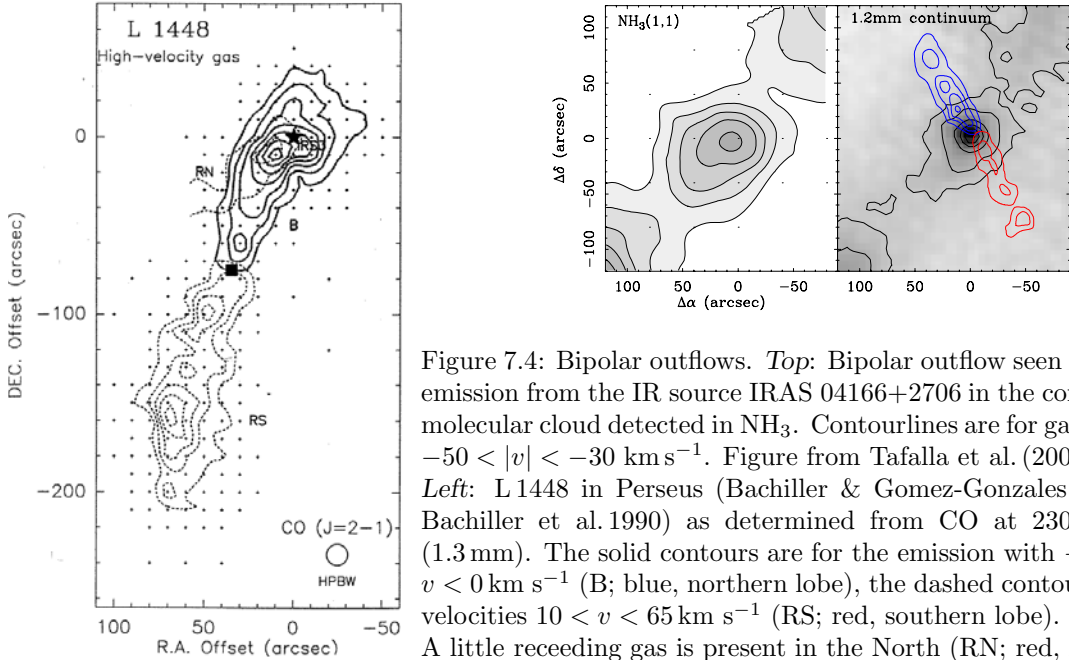 L 1448
High-velocity gas
IRS3
RN
B
RS
CO (J=2-1)
HPBW
0
-100
-200
DEC. Offset (arcsec)
100
50
0
-50
R.A. Offset (arcsec)
NH₃(1,1)
1.2mm continuum
100
50
0
-50
-100
Δδ (arcsec)
100
50
0
-50
100
50
0
-50
Δα (arcsec)
Figure 7.4: Bipolar outflows. Top: Bipolar outflow seen
emission from the IR source IRAS 04166+2706 in the co
molecular cloud detected in NH₃. Contourlines are for ga
−50 < |v| < −30 km s⁻¹. Figure from Tafalla et al. (200
Left: L 1448 in Perseus (Bachiller & Gomez-Gonzales
Bachiller et al. 1990) as determined from CO at 230
(1.3 mm). The solid contours are for the emission with −
v < 0 km s⁻¹ (B; blue, northern lobe), the dashed contou
velocities 10 < v < 65 km s⁻¹ (RS; red, southern lobe).
A little receeding gas is present in the North (RN; red,